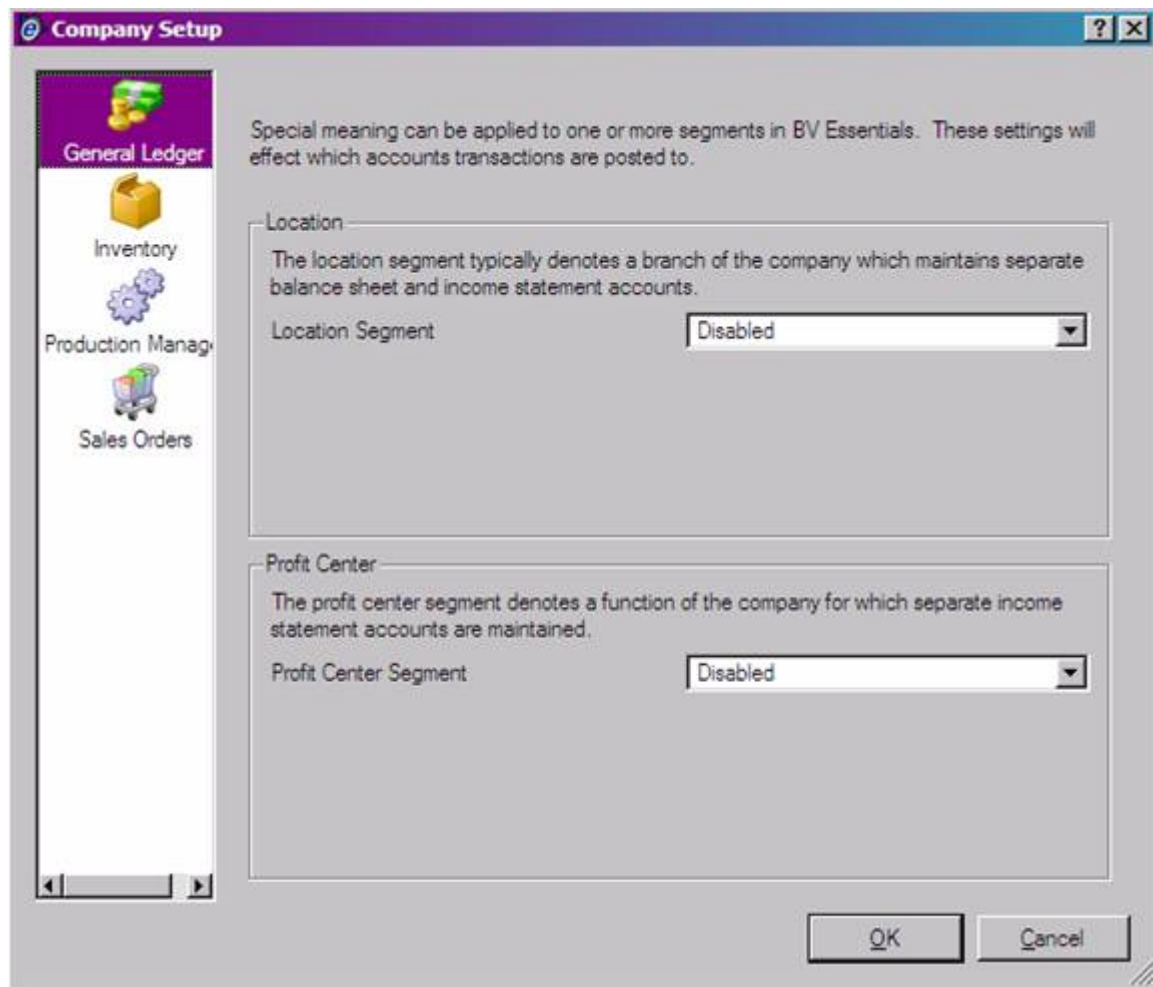 Company Setup
General Ledger
Inventory
Production Manag
Sales Orders
Special meaning can be applied to one or more segments in BV Essentials. These settings will
effect which accounts transactions are posted to.
Location
The location segment typically denotes a branch of the company which maintains separate
balance sheet and income statement accounts.
Location Segment
Disabled
Profit Center
The profit center segment denotes a function of the company for which separate income
statement accounts are maintained.
Profit Center Segment
Disabled
OK
Cancel